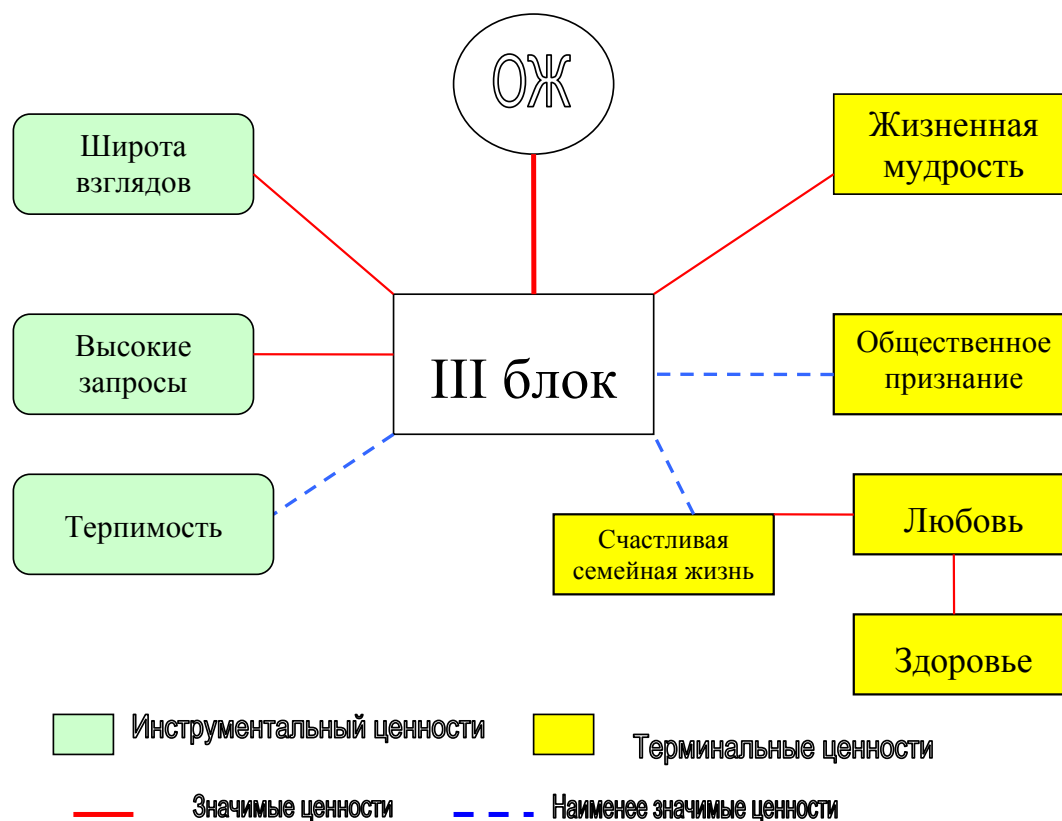 ОЖ
Широта
взглядов
Жизненная
мудрость
Высокие
запросы
III блок
Общественное
признание
Терпимость
Счастливая
семейная жизнь
Любовь
Здоровье
Инструментальный ценности
Терминальные ценности
Значимые ценности
Наименее значимые ценности